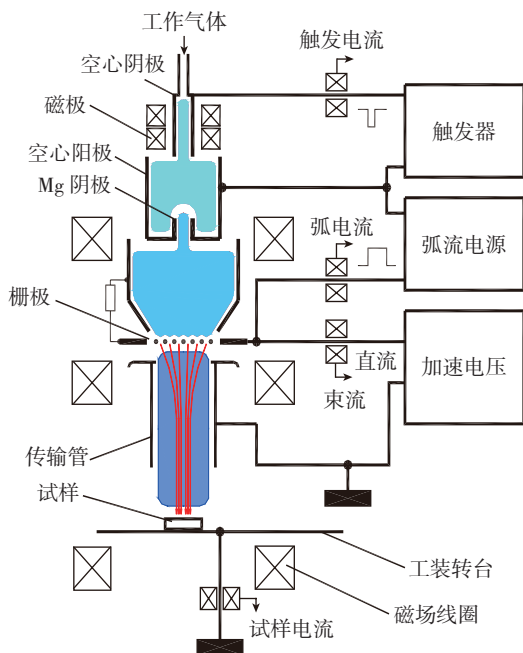 工作气体
空心阴极
触发电流
磁极
触发器
空心阳极
Mg 阴极
弧电流
弧流电源
栅极
直流
加速电压
束流
传输管
试样
工装转台
磁场线圈
试样电流